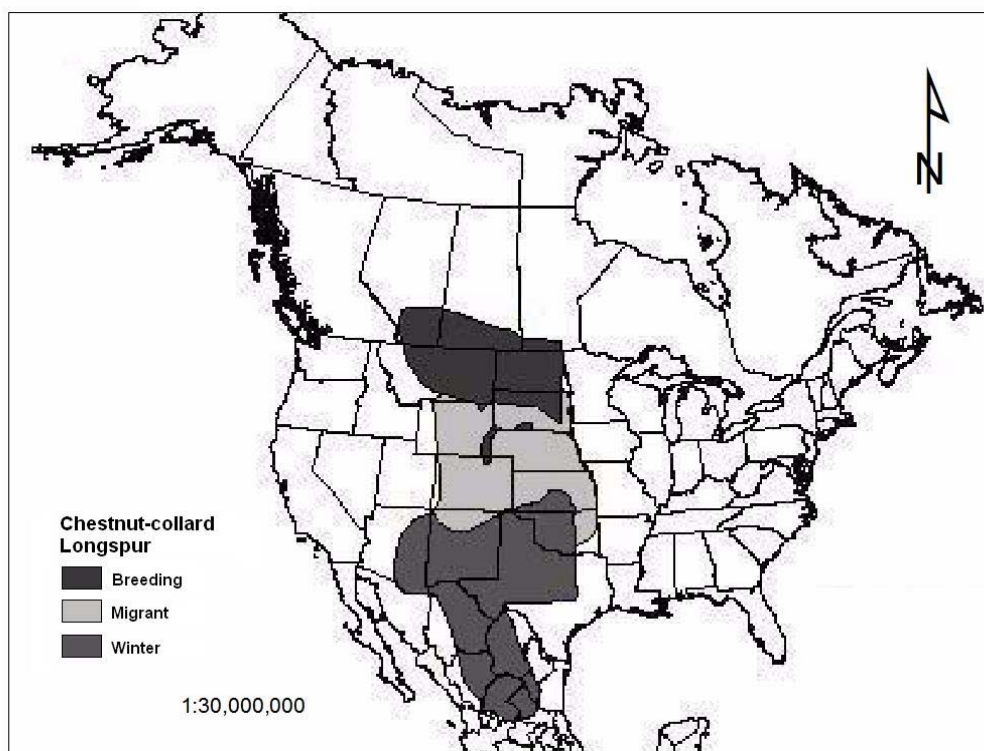 N
Chestnut-collard
Longspur
Breeding
Migrant
Winter
1:30,000,000